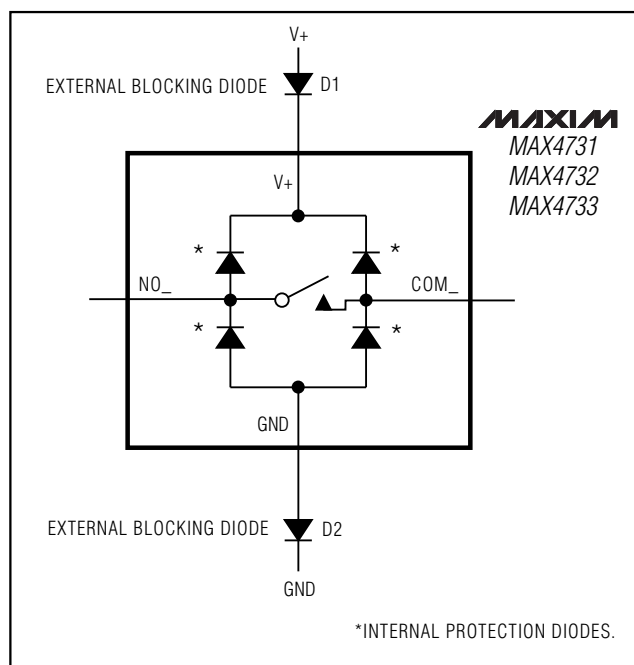 V+
EXTERNAL BLOCKING DIODE D1
MAXIM
MAX4731
MAX4732
MAX4733
V+
* *
NO_ COM_
* *
GND
EXTERNAL BLOCKING DIODE D2
GND
*INTERNAL PROTECTION DIODES.